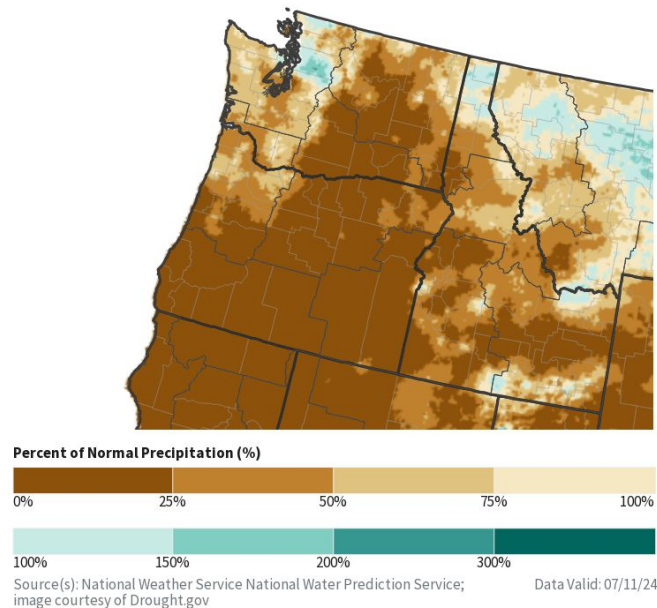 Percent of Normal Precipitation (%)
0% 25% 50% 75% 100%
100% 150% 200% 300%
Source(s): National Weather Service National Water Prediction Service; Data Valid: 07/11/24
image courtesy of Drought.gov